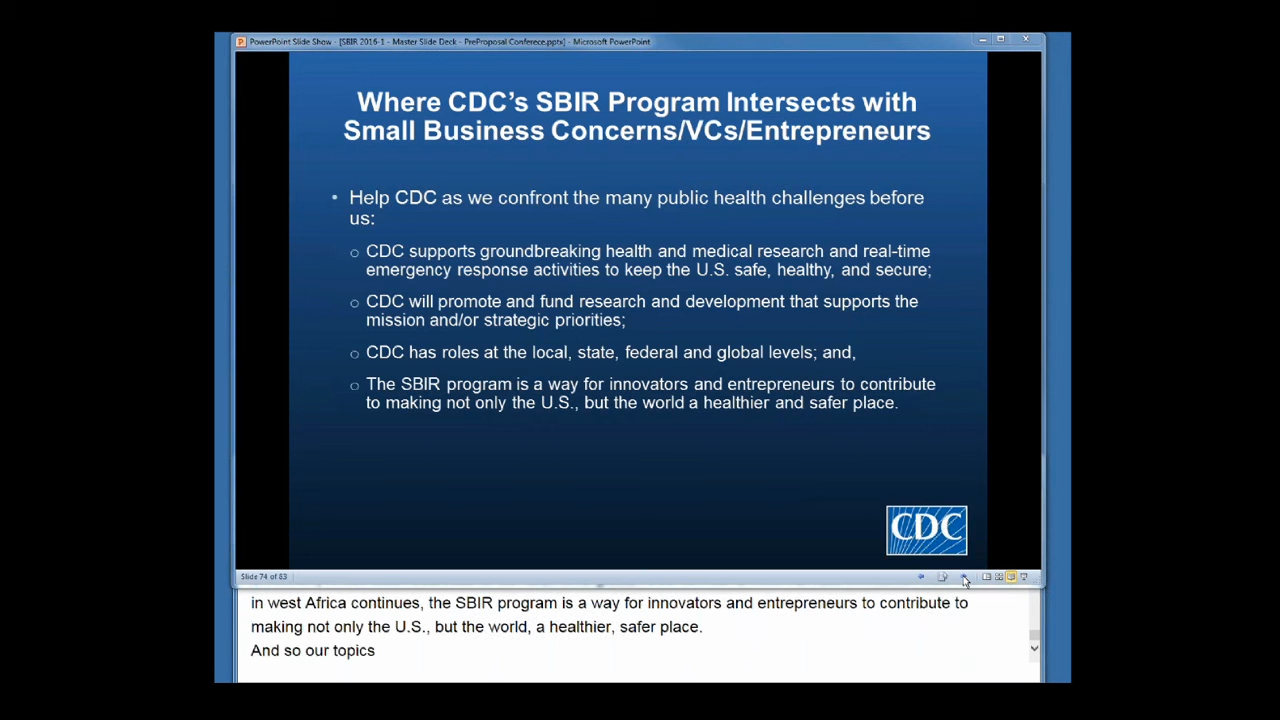 PowerPoint Slide Show - [SBIR 2016-1 - Master Slide Deck - PreProposal Conferece.pptx] - Microsoft PowerPoint
Where CDC's SBIR Program Intersects with
Small Business Concerns/VCs/Entrepreneurs
• Help CDC as we confront the many public health challenges before
us:
o CDC supports groundbreaking health and medical research and real-time
emergency response activities to keep the U.S. safe, healthy, and secure;
o CDC will promote and fund research and development that supports the
mission and/or strategic priorities;
o CDC has roles at the local, state, federal and global levels; and,
o The SBIR program is a way for innovators and entrepreneurs to contribute
to making not only the U.S., but the world a healthier and safer place.
CDC
Slide 74 of 83
in west Africa continues, the SBIR program is a way for innovators and entrepreneurs to contribute to
making not only the U.S., but the world, a healthier, safer place.
And so our topics